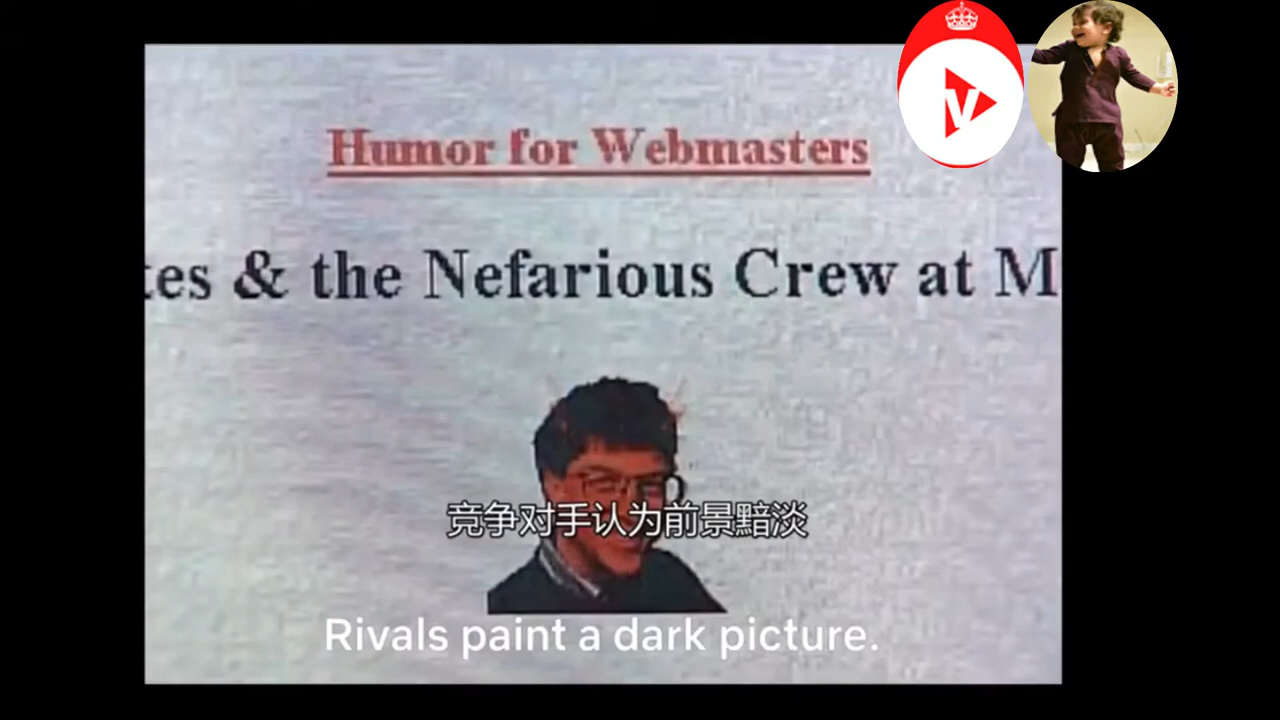 V
Humor for Webmasters
tes & the Nefarious Crew at M
竞争对手认为前景黯淡
Rivals paint a dark picture.